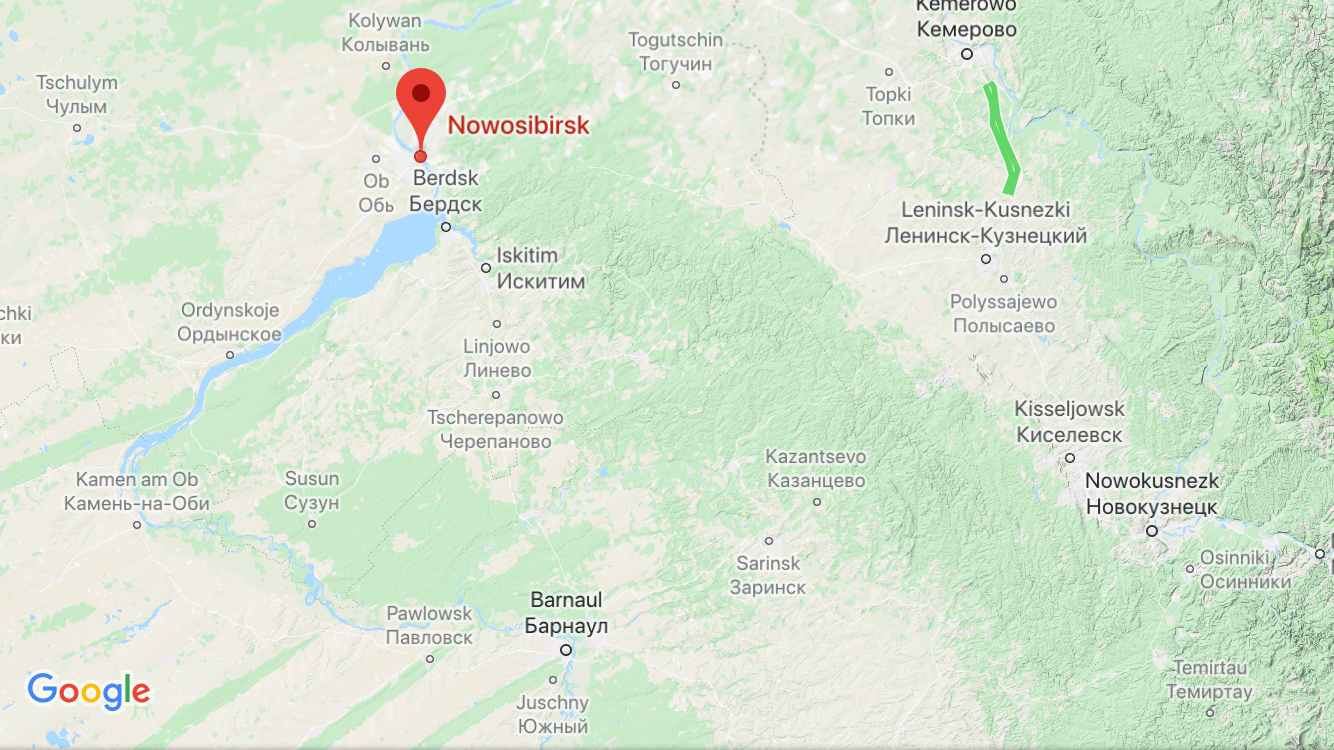 Kemerowo
Кемерово
Kolywan
Колывань
Togutschin
Тогучин
Tschulym
Чулым
Topki
Топки
Nowosibirsk
Ob
Обь
Berdsk
Бердск
Leninsk-Kusnezki
Ленинск-Кузнецкий
Iskitim
Искитим
Polyssajewo
Полысаево
Ordynskoje
Ордынское
chki
ки
Linjowo
Линево
Tscherepanowo
Черепаново
Kisseljowsk
Киселевск
Kazantsevo
Казанцево
Kamen am Ob
Камень-на-Оби
Susun
Сузун
Nowokusnezk
Новокузнецк
Osinniki
Осинники
Sarinsk
Заринск
Barnaul
Барнаул
Pawlowsk
Павловск
Temirtau
Темиртау
Google
Juschny
Южный